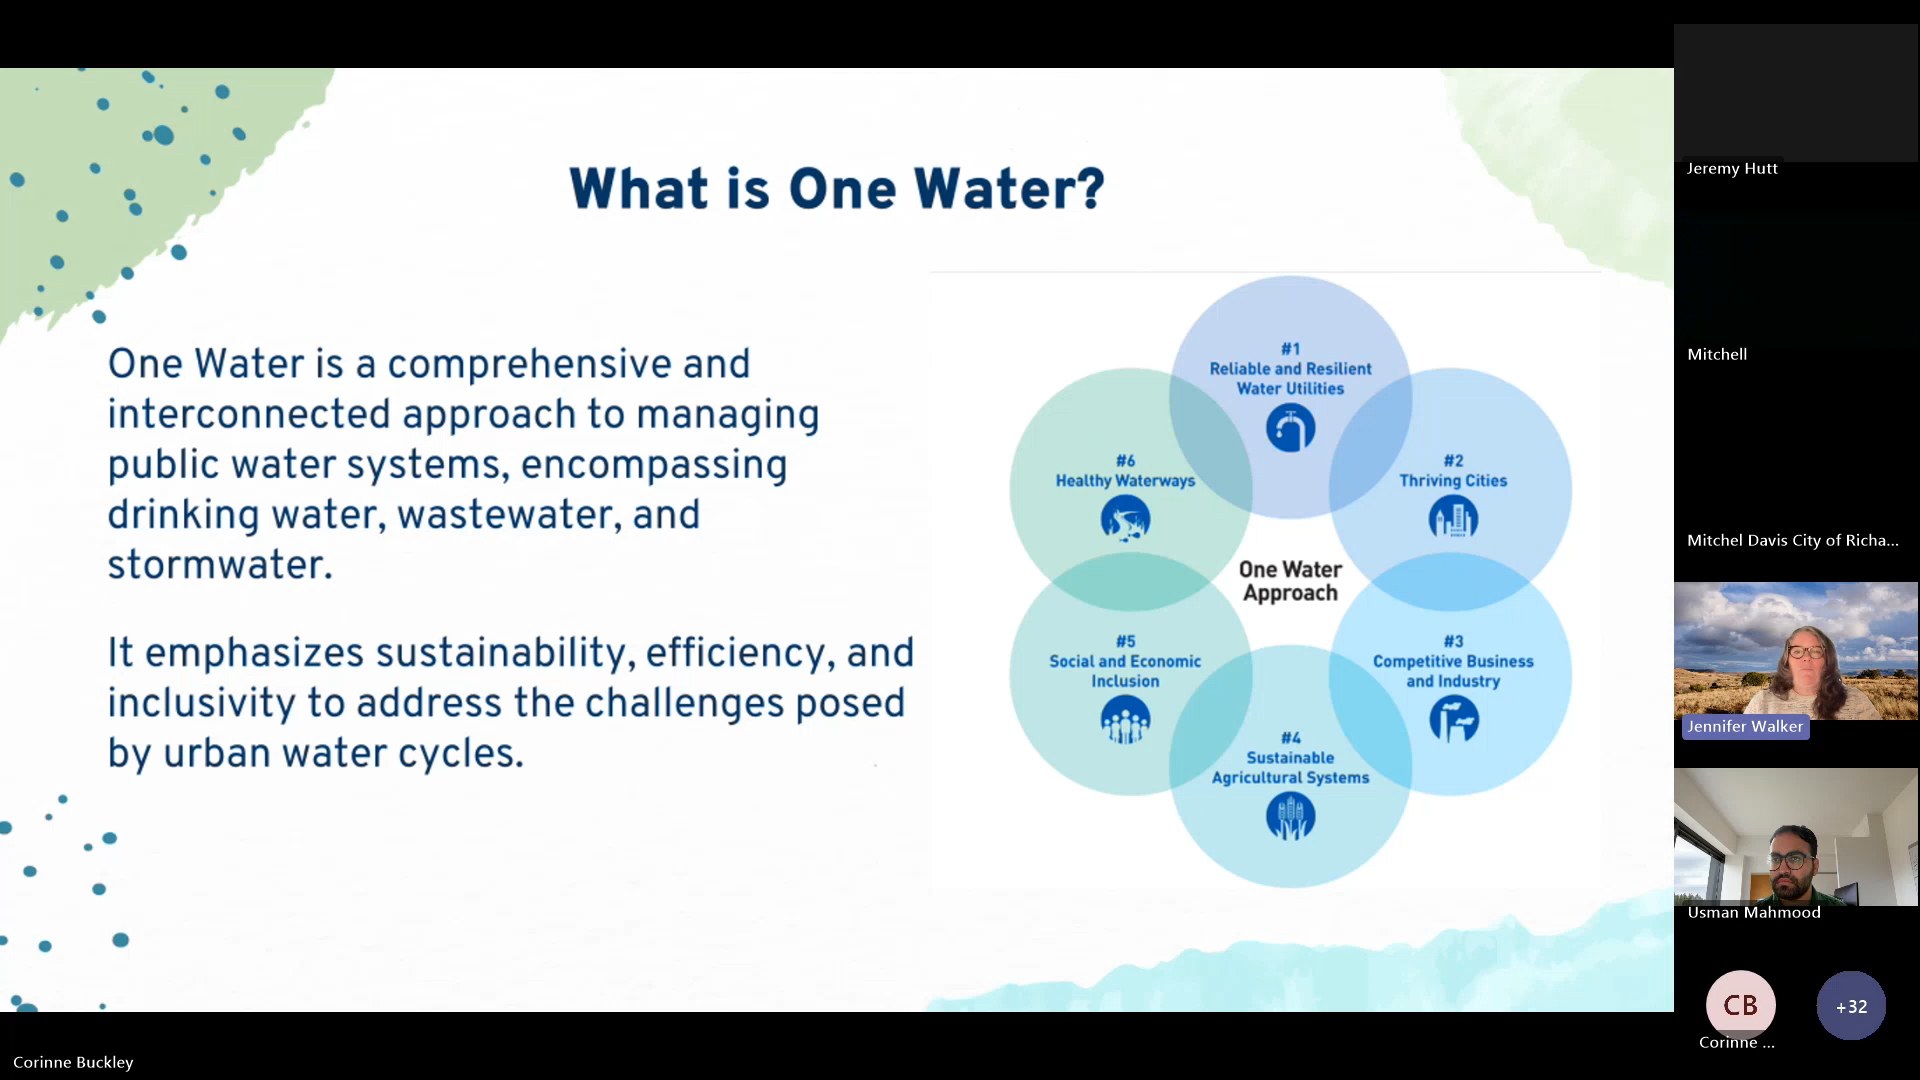 What is One Water?
One Water is a comprehensive and
interconnected approach to managing
public water systems, encompassing
drinking water, wastewater, and
stormwater.
It emphasizes sustainability, efficiency, and
inclusivity to address the challenges posed
by urban water cycles.
#1
Reliable and Resilient
Water Utilities
#2
Thriving Cities
#3
Competitive Business
and Industry
#4
Sustainable
Agricultural Systems
#5
Social and Economic
Inclusion
#6
Healthy Waterways
One Water
Approach
Jeremy Hutt
Mitchell
Mitchel Davis City of Richa...
Jennifer Walker
Usman Mahmood
CB
+32
Corinne ...
Corinne Buckley